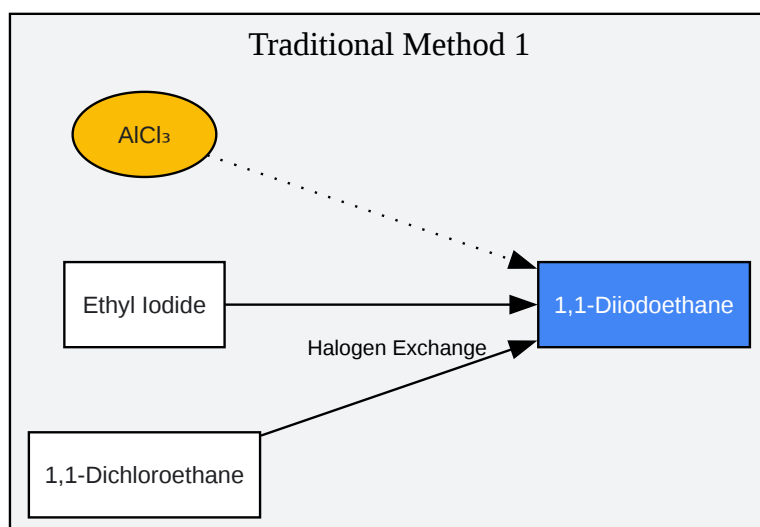 Traditional Method 1
AlCl₃
Ethyl Iodide
1,1-Diiodoethane
Halogen Exchange
1,1-Dichloroethane